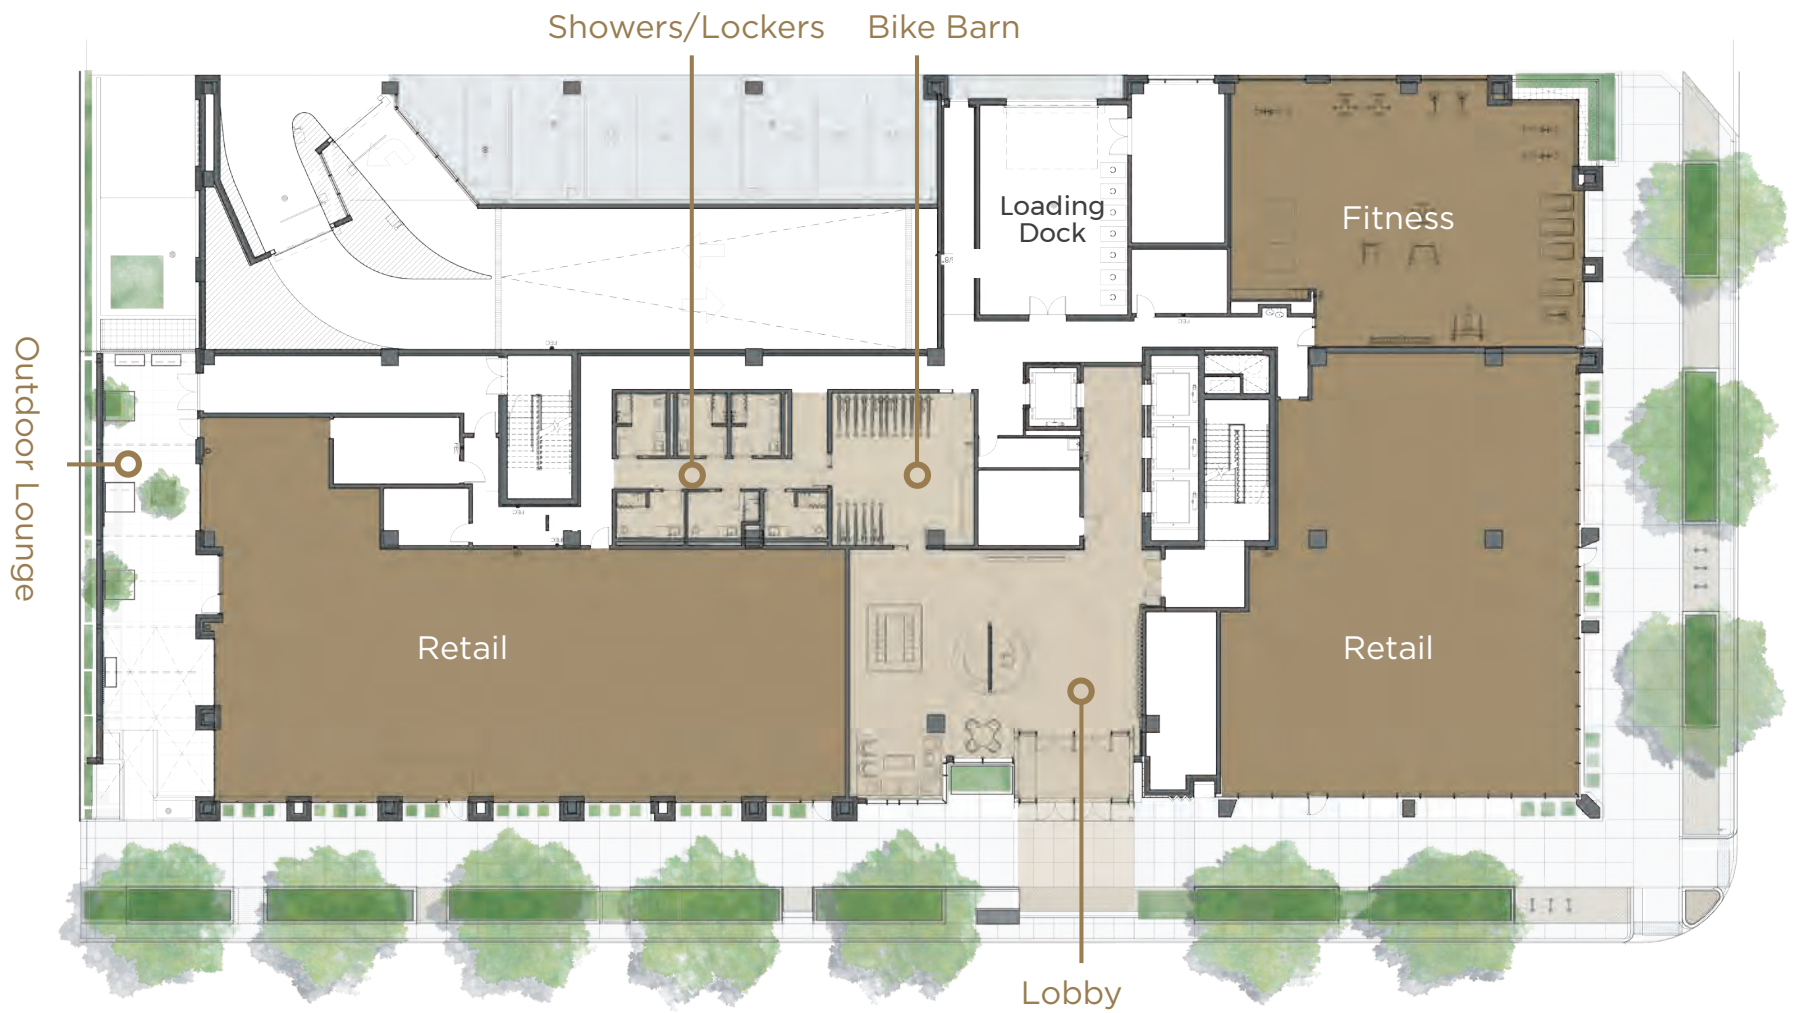 Showers/Lockers
Bike Barn
Loading
Dock
Fitness
Outdoor Lounge
Retail
Retail
Lobby